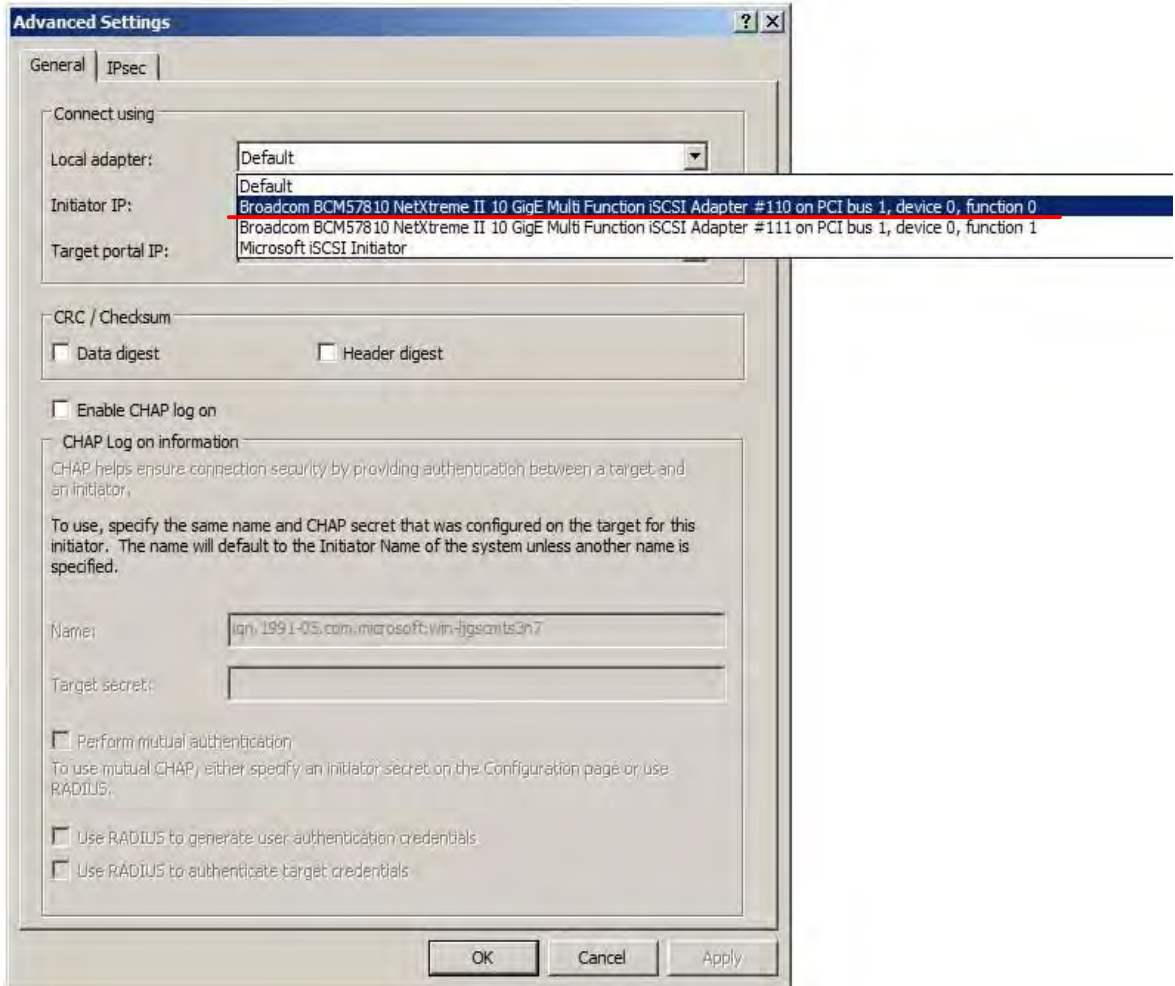 Advanced Settings
General IPsec
Connect using
Local adapter: Default
Default
Initiator IP: Broadcom BCM57810 NetXtreme II 10 GigE Multi Function iSCSI Adapter #110 on PCI bus 1, device 0, function 0
Broadcom BCM57810 NetXtreme II 10 GigE Multi Function iSCSI Adapter #111 on PCI bus 1, device 0, function 1
Target portal IP: Microsoft iSCSI Initiator
CRC / Checksum
Data digest Header digest
Enable CHAP log on
CHAP Log on information
CHAP helps ensure connection security by providing authentication between a target and
an initiator.
To use, specify the same name and CHAP secret that was configured on the target for this
initiator. The name will default to the Initiator Name of the system unless another name is
specified.
Name:
Target secret:
Perform mutual authentication
To use mutual CHAP, either specify an initiator secret on the Configuration page or use
RADIUS.
Use RADIUS to generate user authentication credentials
Use RADIUS to authenticate target credentials
OK Cancel Apply